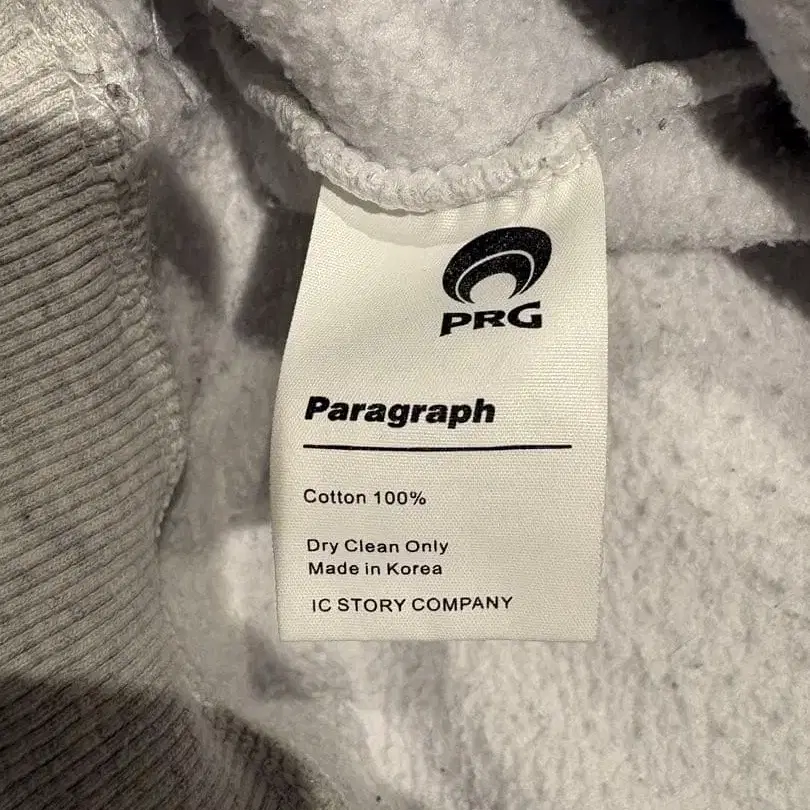 PRG
Paragraph
Cotton 100%
Dry Clean Only
Made in Korea
IC STORY COMPANY